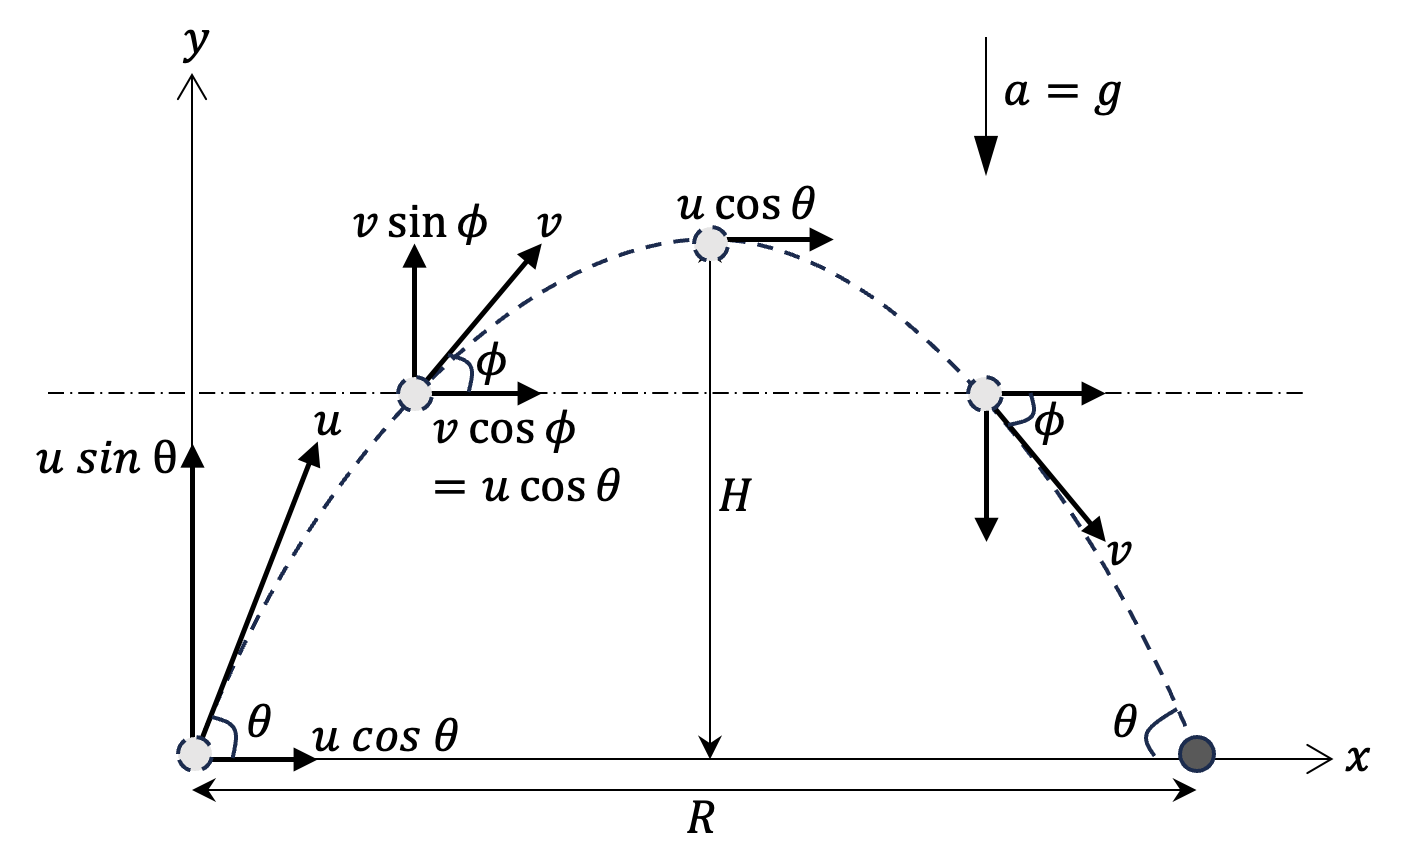 y
a = g
u cos θ
v sin ϕ
v
ϕ
v cos ϕ
= u cos θ
u
u sin θ
ϕ
H
v
θ
u cos θ
θ
x
R